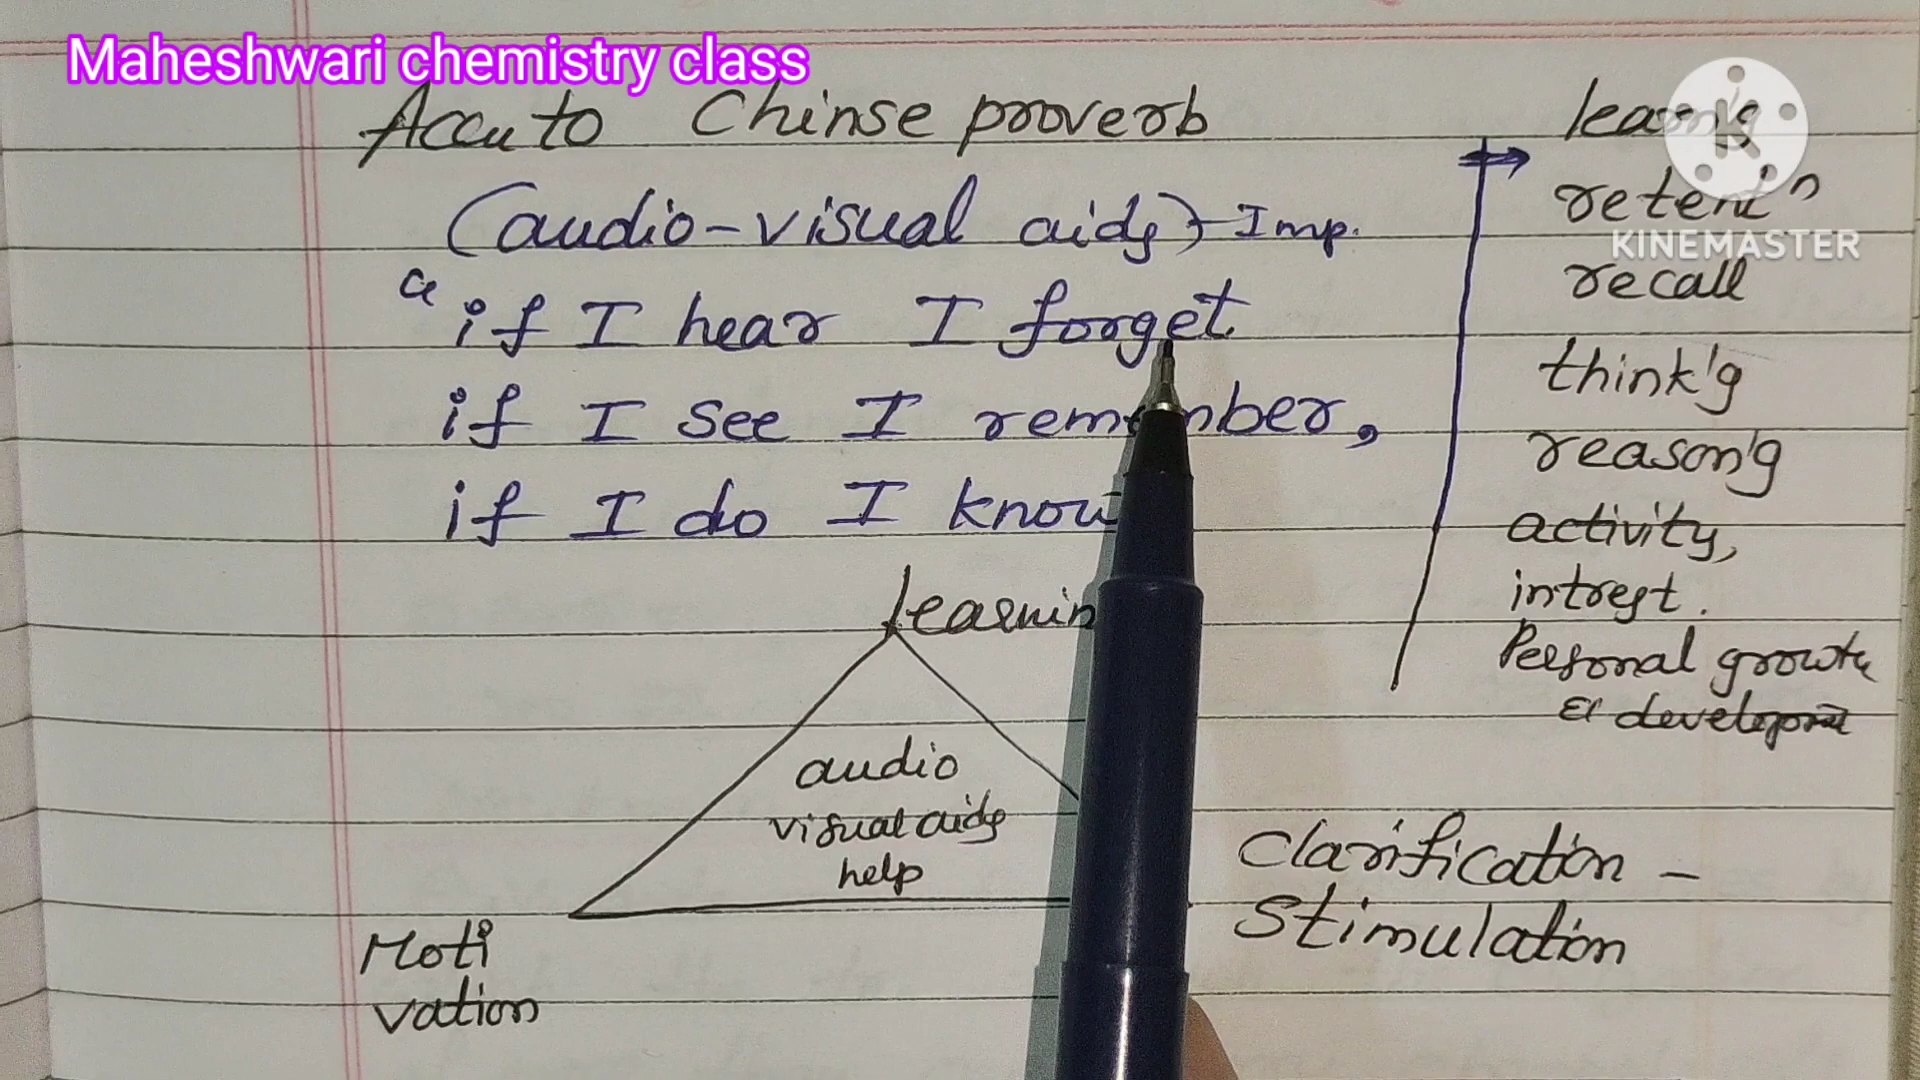 Maheshwari chemistry class
Accu to Chinse proverb
(audio-visual aids)-Imp.
" if I hear I forget.
if I see I remember,
if I do I know
learnin
audio
visual aids
help
Moti
vation
Clarification -
Stimulation
learn'g
retent'n
recall
think'g
reason'g
activity,
intrest.
Personal growth
& development
K
KINEMASTER